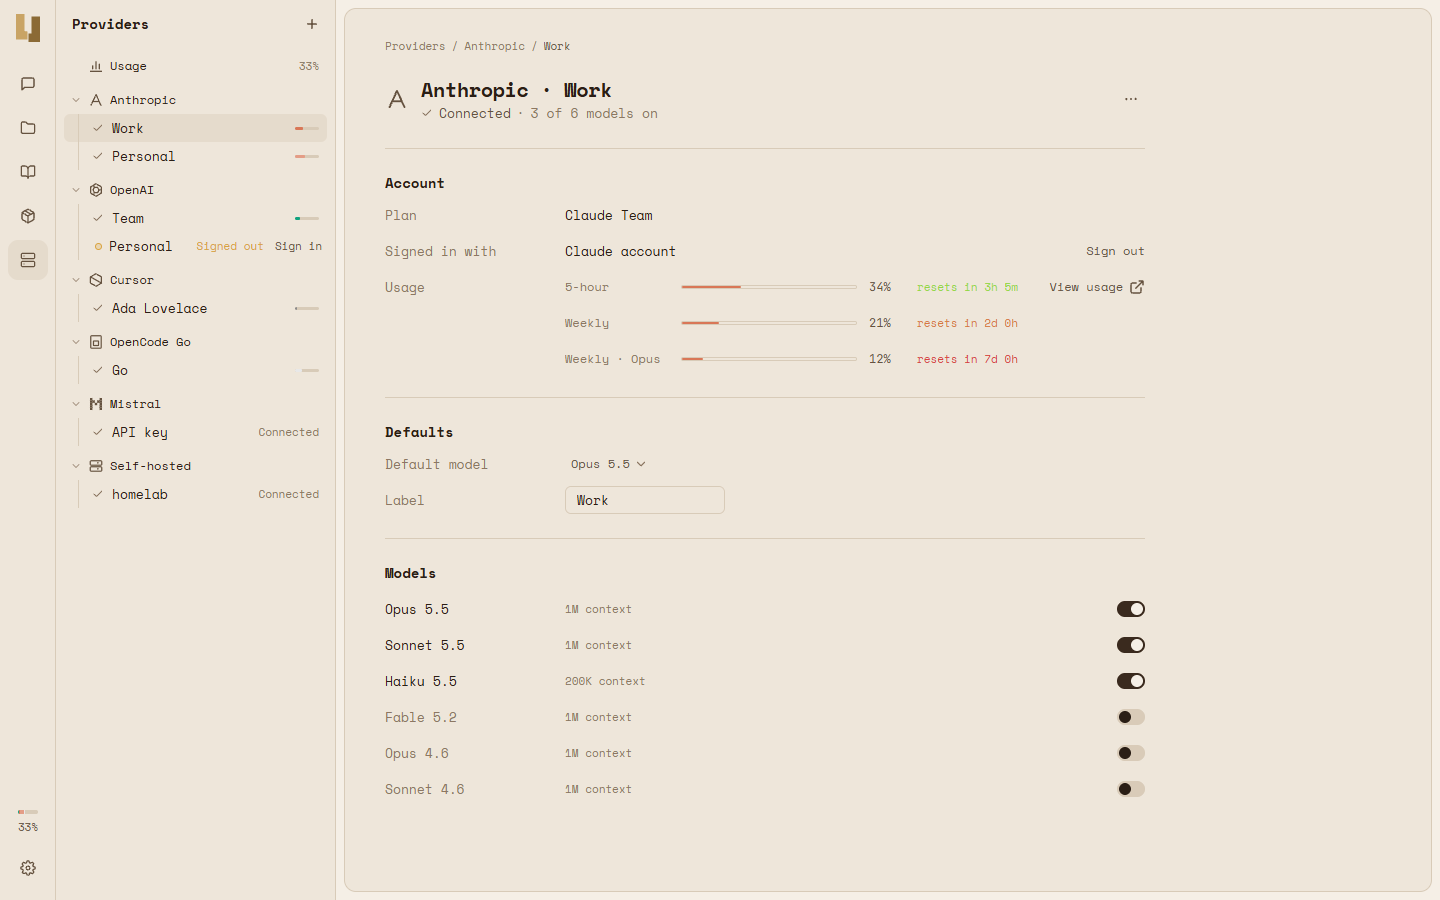 Providers
Usage 33%
Anthropic
Work
Personal
OpenAI
Team
Personal Signed out Sign in
Cursor
Ada Lovelace
OpenCode Go
Go
Mistral
API key Connected
Self-hosted
homelab Connected
33%
Providers / Anthropic / Work
Anthropic · Work
Connected · 3 of 6 models on
Account
Plan Claude Team
Signed in with Claude account Sign out
Usage 5-hour 34% resets in 3h 5m View usage
Weekly 21% resets in 2d 0h
Weekly · Opus 12% resets in 7d 0h
Defaults
Default model Opus 5.5
Label Work
Models
Opus 5.5 1M context
Sonnet 5.5 1M context
Haiku 5.5 200K context
Fable 5.2 1M context
Opus 4.6 1M context
Sonnet 4.6 1M context